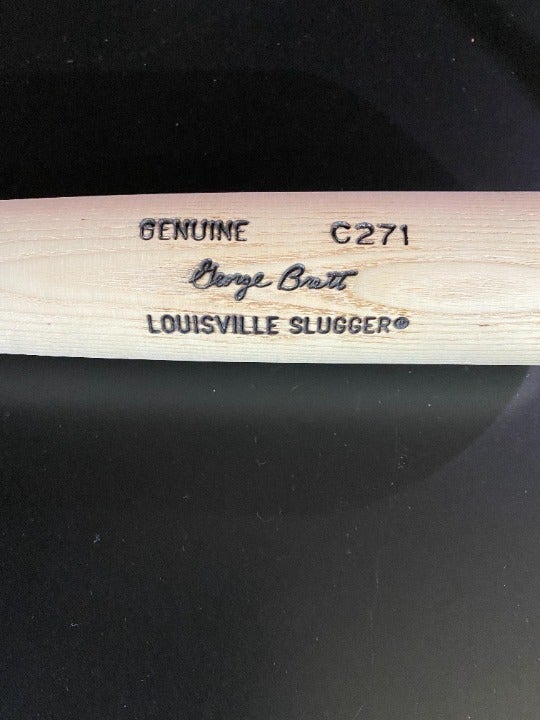 GENUINE C271
George Brett
LOUISVILLE SLUGGER®